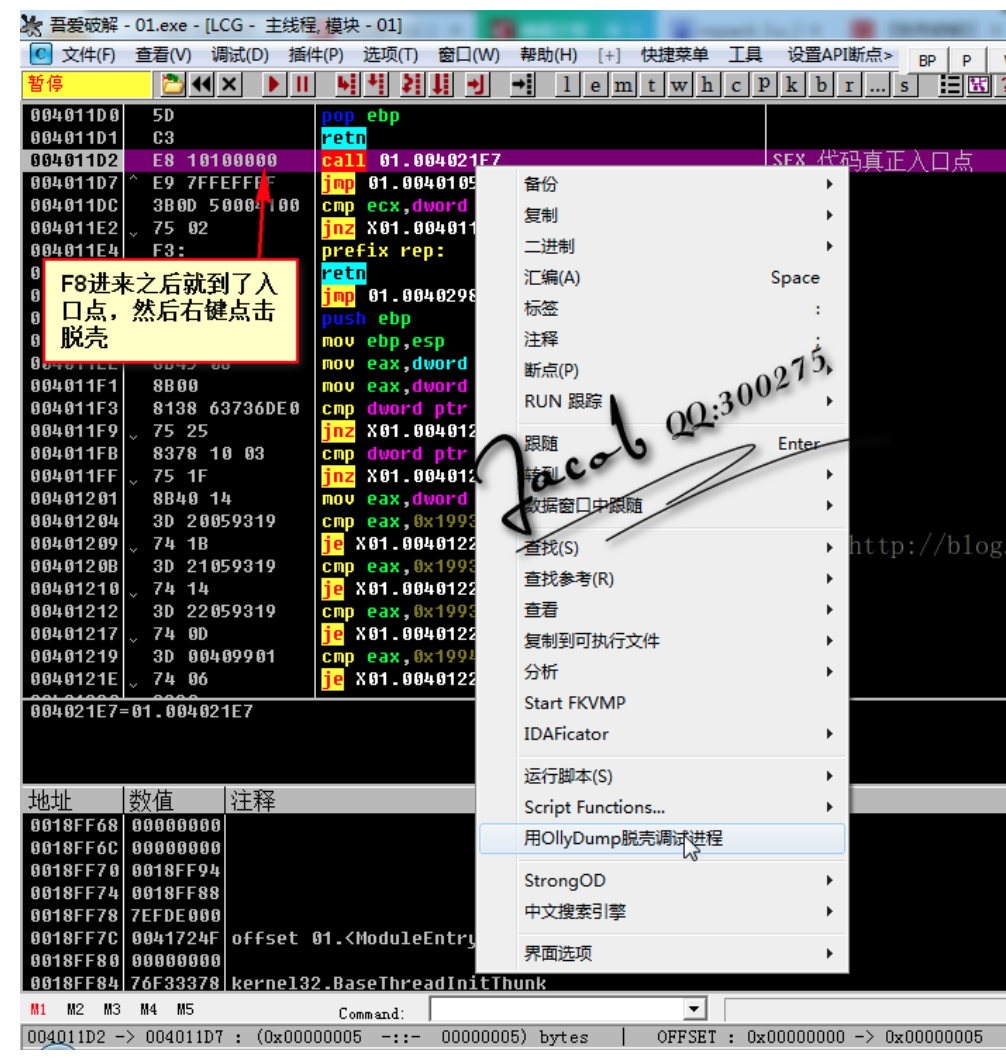 吾爱破解 - 01.exe - [LCG - 主线程, 模块 - 01]
文件(F) 查看(V) 调试(D) 插件(P) 选项(T) 窗口(W) 帮助(H) [+] 快捷菜单 工具 设置API断点> BP P
暂停 l e m t w h c P k b r ... s
004011D0 5D pop ebp
004011D1 C3 retn
004011D2 E8 10100000 call 01.004021E7 SFX 代码真正入口点
004011D7 ^ E9 7FFEFFFF jmp 01.0040105
004011DC 3B0D 50004100 cmp ecx,dword
004011E2 75 02 jnz X01.004011
004011E4 F3: prefix rep:
retn
jmp 01.0040298
push ebp
mov ebp,esp
mov eax,dword
F8进来之后就到了入
口点，然后右键点击
脱壳
004011F1 8B00 mov eax,dword
004011F3 8138 63736DE0 cmp dword ptr
004011F9 75 25 jnz X01.004012
004011FB 8378 10 03 cmp dword ptr
004011FF 75 1F jnz X01.004012
00401201 8B40 14 mov eax,dword
00401204 3D 20059319 cmp eax,0x1993
00401209 74 1B je X01.0040122
0040120B 3D 21059319 cmp eax,0x1993
00401210 74 14 je X01.0040122
00401212 3D 22059319 cmp eax,0x1993
00401217 74 0D je X01.0040122
00401219 3D 00409901 cmp eax,0x1994
0040121E 74 06 je X01.0040122
004021E7=01.004021E7
备份
复制
二进制
汇编(A) Space
标签 :
注释 ;
断点(P)
RUN 跟踪
跟随 Enter
转到
数据窗口中跟随
查找(S)
查找参考(R)
查看
复制到可执行文件
分析
Start FKVMP
IDAFicator
运行脚本(S)
Script Functions...
用OllyDump脱壳调试进程
StrongOD
中文搜索引擎
界面选项
Jacob QQ:300275
http://blog.
地址 数值 注释
0018FF68 00000000
0018FF6C 00000000
0018FF70 0018FF94
0018FF74 0018FF88
0018FF78 7EFDE000
0018FF7C 0041724F offset 01.<ModuleEntry
0018FF80 00000000
0018FF84 76F33378 kernel32.BaseThreadInitThunk
M1 M2 M3 M4 M5 Command:
004011D2 -> 004011D7 : (0x00000005 -::- 00000005) bytes | OFFSET : 0x00000000 -> 0x00000005